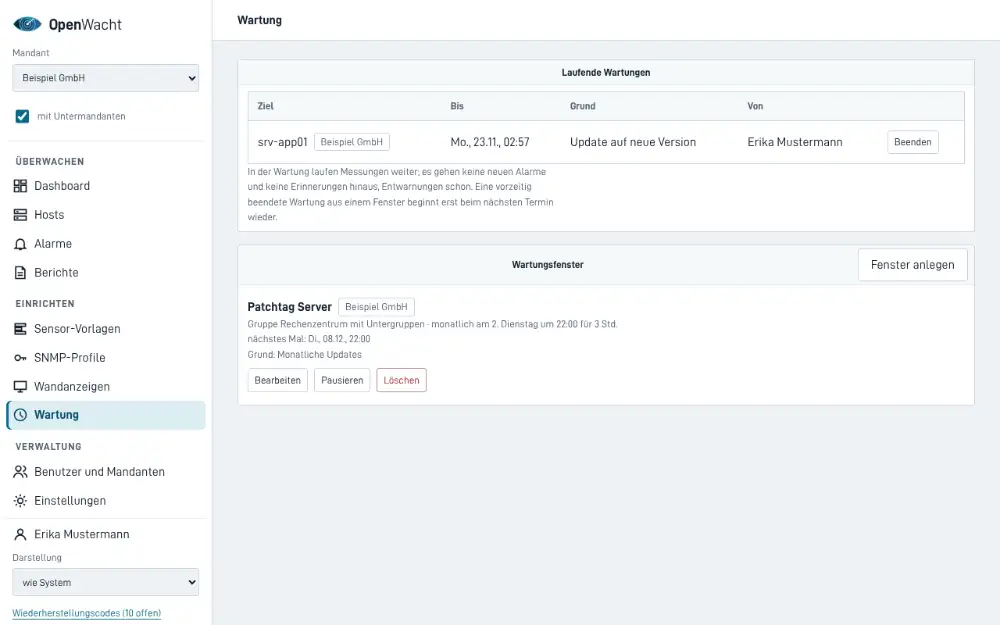 OpenWacht
Mandant
Beispiel GmbH
mit Untermandanten
ÜBERWACHEN
Dashboard
Hosts
Alarme
Berichte
EINRICHTEN
Sensor-Vorlagen
SNMP-Profile
Wandanzeigen
Wartung
VERWALTUNG
Benutzer und Mandanten
Einstellungen
Erika Mustermann
Darstellung
wie System
Wiederherstellungscodes (10 offen)
Wartung
Laufende Wartungen
Ziel Bis Grund Von
srv-app01 Beispiel GmbH Mo., 23.11., 02:57 Update auf neue Version Erika Mustermann Beenden
In der Wartung laufen Messungen weiter; es gehen keine neuen Alarme
und keine Erinnerungen hinaus, Entwarnungen schon. Eine vorzeitig
beendete Wartung aus einem Fenster beginnt erst beim nächsten Termin
wieder.
Wartungsfenster Fenster anlegen
Patchtag Server Beispiel GmbH
Gruppe Rechenzentrum mit Untergruppen · monatlich am 2. Dienstag um 22:00 für 3 Std.
nächstes Mal: Di., 08.12., 22:00
Grund: Monatliche Updates
Bearbeiten Pausieren Löschen